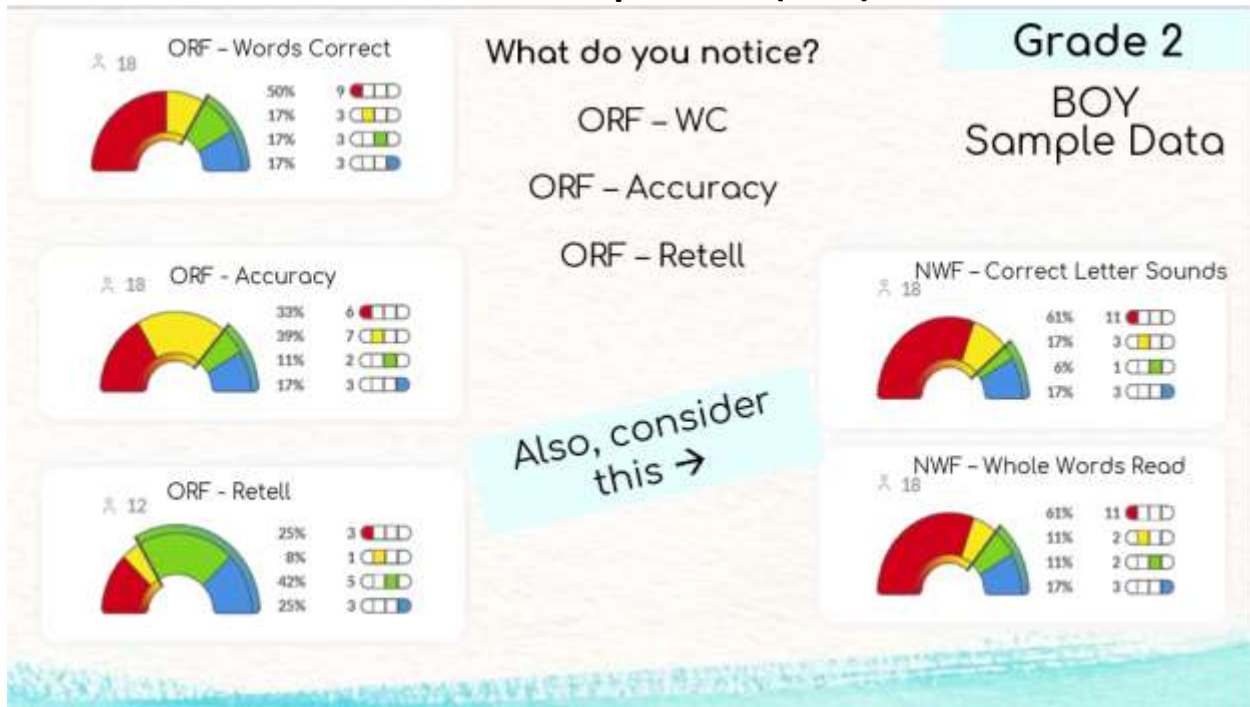 ORF – Words Correct
18
50% 9
17% 3
17% 3
17% 3
ORF - Accuracy
18
33% 6
39% 7
11% 2
17% 3
ORF - Retell
12
25% 3
8% 1
42% 5
25% 3
What do you notice?
ORF – WC
ORF – Accuracy
ORF – Retell
Also, consider
this →
Grade 2
BOY
Sample Data
NWF – Correct Letter Sounds
18
61% 11
17% 3
6% 1
17% 3
NWF – Whole Words Read
18
61% 11
11% 2
11% 2
17% 3